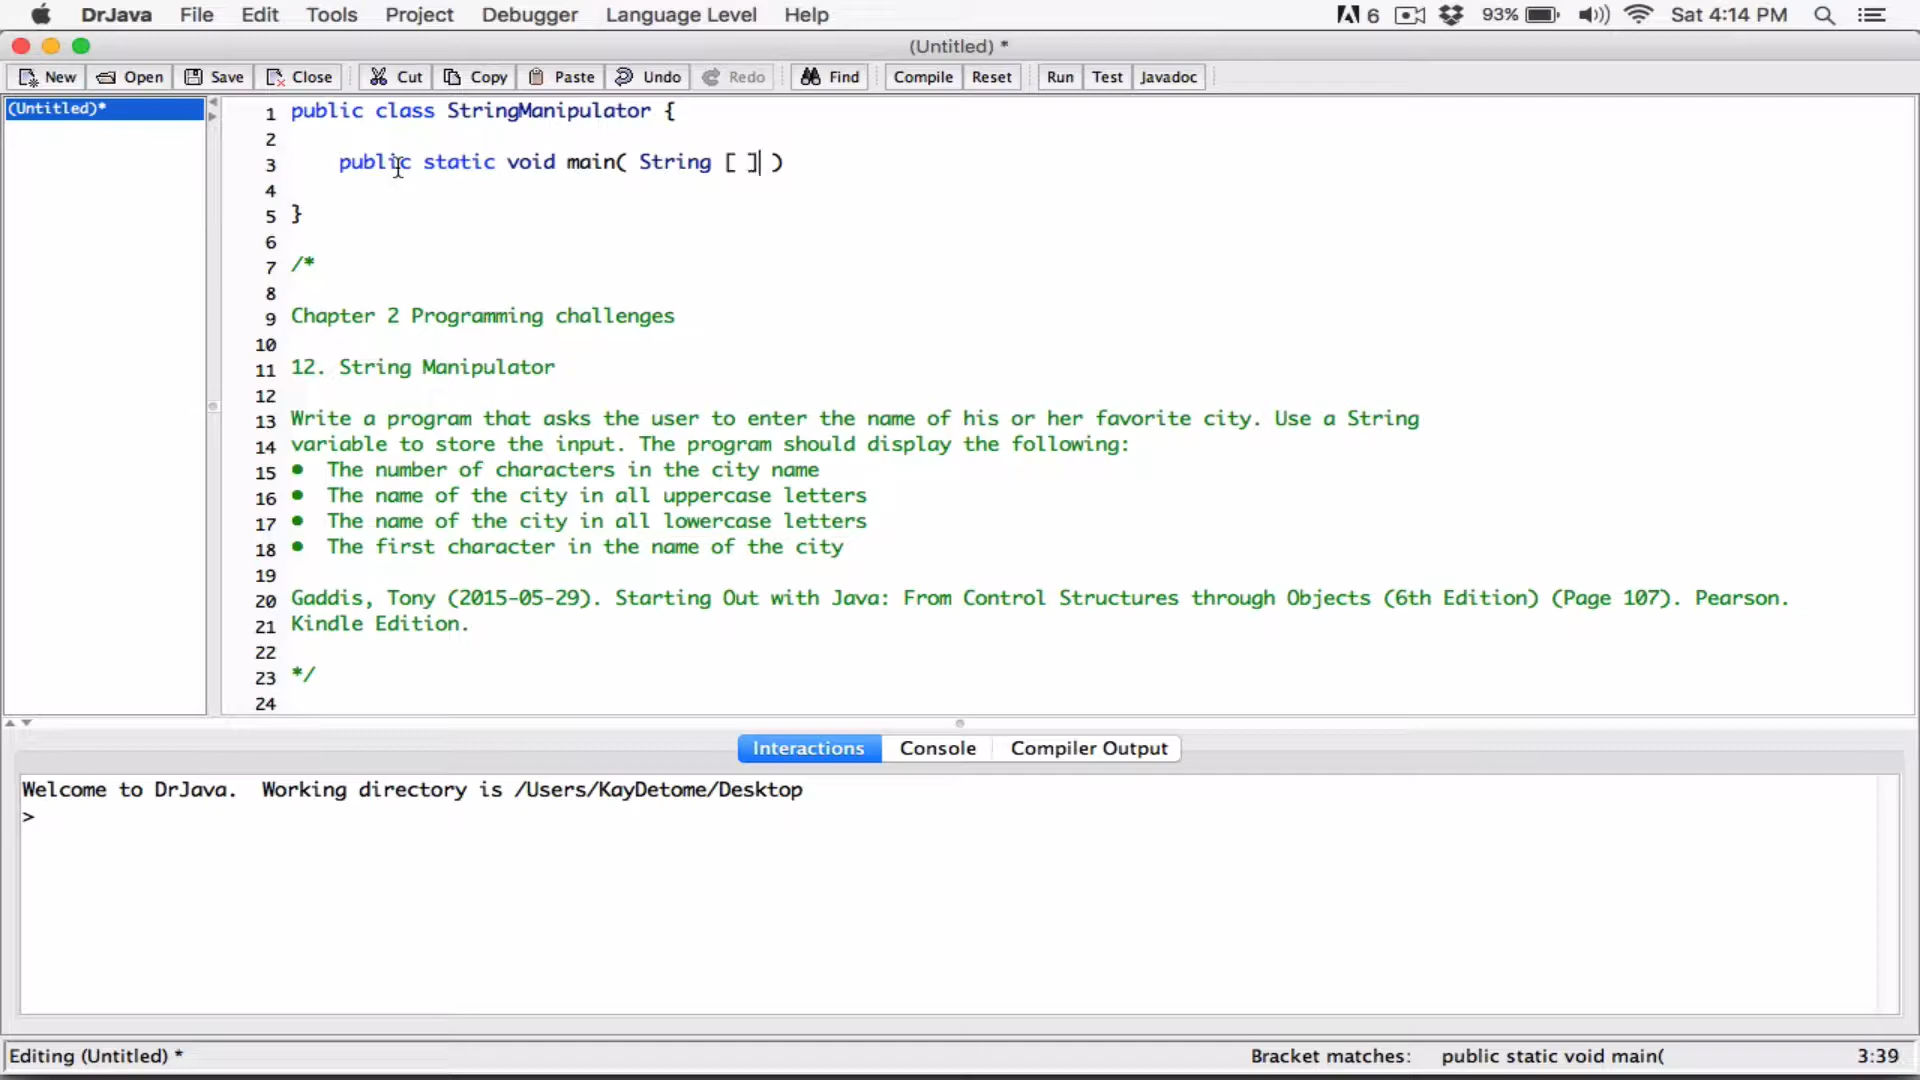 DrJava File Edit Tools Project Debugger Language Level Help 6 93% Sat 4:14 PM
(Untitled) *
New Open Save Close Cut Copy Paste Undo Redo Find Compile Reset Run Test Javadoc
(Untitled)*
1 public class StringManipulator {
2
3 public static void main( String [ ] )
4
5 }
6
7 /*
8
9 Chapter 2 Programming challenges
10
11 12. String Manipulator
12
13 Write a program that asks the user to enter the name of his or her favorite city. Use a String
14 variable to store the input. The program should display the following:
15 • The number of characters in the city name
16 • The name of the city in all uppercase letters
17 • The name of the city in all lowercase letters
18 • The first character in the name of the city
19
20 Gaddis, Tony (2015-05-29). Starting Out with Java: From Control Structures through Objects (6th Edition) (Page 107). Pearson.
21 Kindle Edition.
22
23 */
24
Interactions Console Compiler Output
Welcome to DrJava. Working directory is /Users/KayDetome/Desktop
>
Editing (Untitled) * Bracket matches: public static void main( 3:39